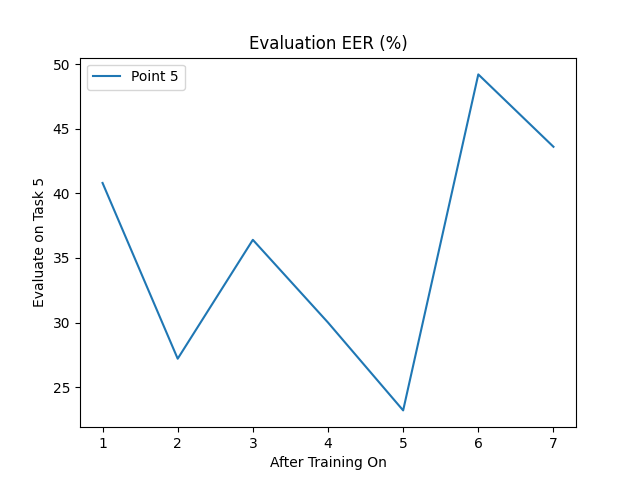 Evaluation EER (%)
Point 5
50
45
40
35
30
25
Evaluate on Task 5
1 2 3 4 5 6 7
After Training On